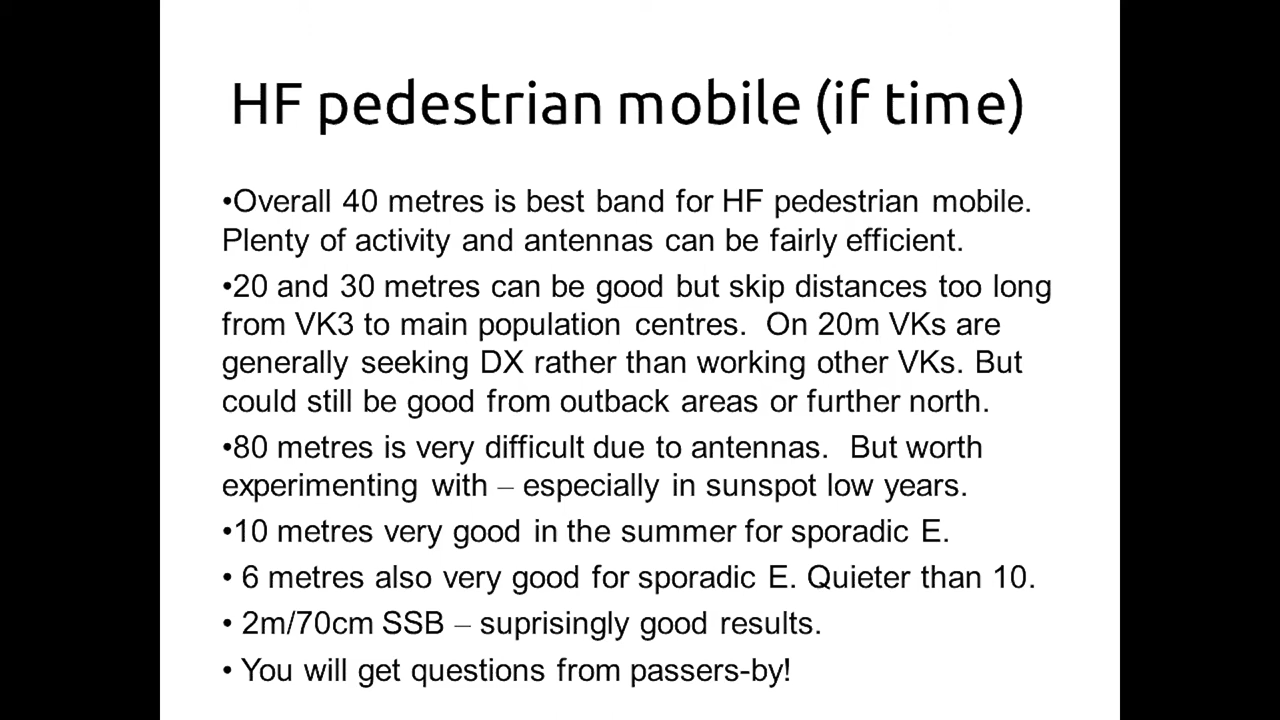 HF pedestrian mobile (if time)
•Overall 40 metres is best band for HF pedestrian mobile.
Plenty of activity and antennas can be fairly efficient.
•20 and 30 metres can be good but skip distances too long
from VK3 to main population centres.  On 20m VKs are
generally seeking DX rather than working other VKs. But
could still be good from outback areas or further north.
•80 metres is very difficult due to antennas.  But worth
experimenting with – especially in sunspot low years.
•10 metres very good in the summer for sporadic E.
• 6 metres also very good for sporadic E. Quieter than 10.
• 2m/70cm SSB – suprisingly good results.
• You will get questions from passers-by!